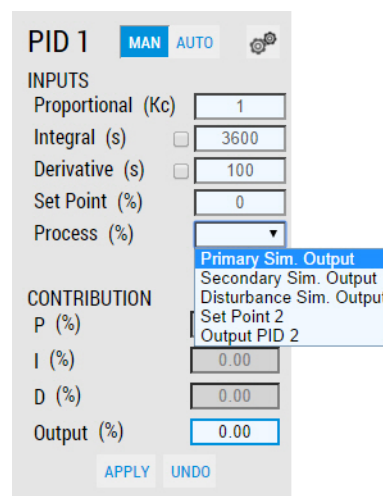 PID 1 MAN AUTO
INPUTS
Proportional (Kc) 1
Integral (s) 3600
Derivative (s) 100
Set Point (%) 0
Process (%)
Primary Sim. Output
Secondary Sim. Output
Disturbance Sim. Output
Set Point 2
Output PID 2
CONTRIBUTION
P (%)
I (%) 0.00
D (%) 0.00
Output (%) 0.00
APPLY UNDO